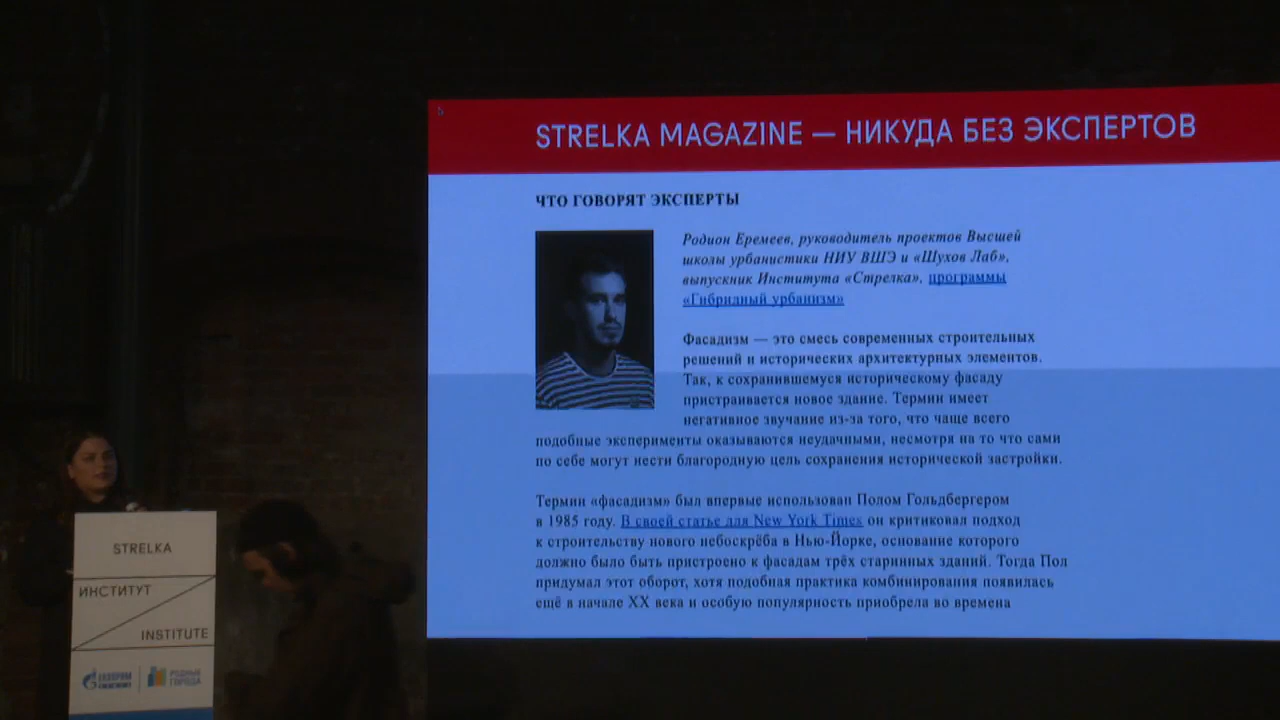 STRELKA MAGAZINE — НИКУДА БЕЗ ЭКСПЕРТОВ
ЧТО ГОВОРЯТ ЭКСПЕРТЫ
Родион Еремеев, руководитель проектов Высшей
школы урбанистики НИУ ВШЭ и «Шухов Лаб»,
выпускник Института «Стрелка», программы
«Гибридный урбанизм»
Фасадизм — это смесь современных строительных
решений и исторических архитектурных элементов.
Так, к сохранившемуся историческому фасаду
пристраивается новое здание. Термин имеет
негативное звучание из-за того, что чаще всего
подобные эксперименты оказываются неудачными, несмотря на то что сами
по себе могут нести благородную цель сохранения исторической застройки.
Термин «фасадизм» был впервые использован Полом Гольдбергером
в 1985 году. В своей статье для New York Times он критиковал подход
к строительству нового небоскрёба в Нью-Йорке, основание которого
должно было быть пристроено к фасадам трёх старинных зданий. Тогда Пол
придумал этот оборот, хотя подобная практика комбинирования появилась
ещё в начале XX века и особую популярность приобрела во времена
STRELKA
ИНСТИТУТ
INSTITUTE
ГАЗПРОМ
РОДНЫЕ
ГОРОДА